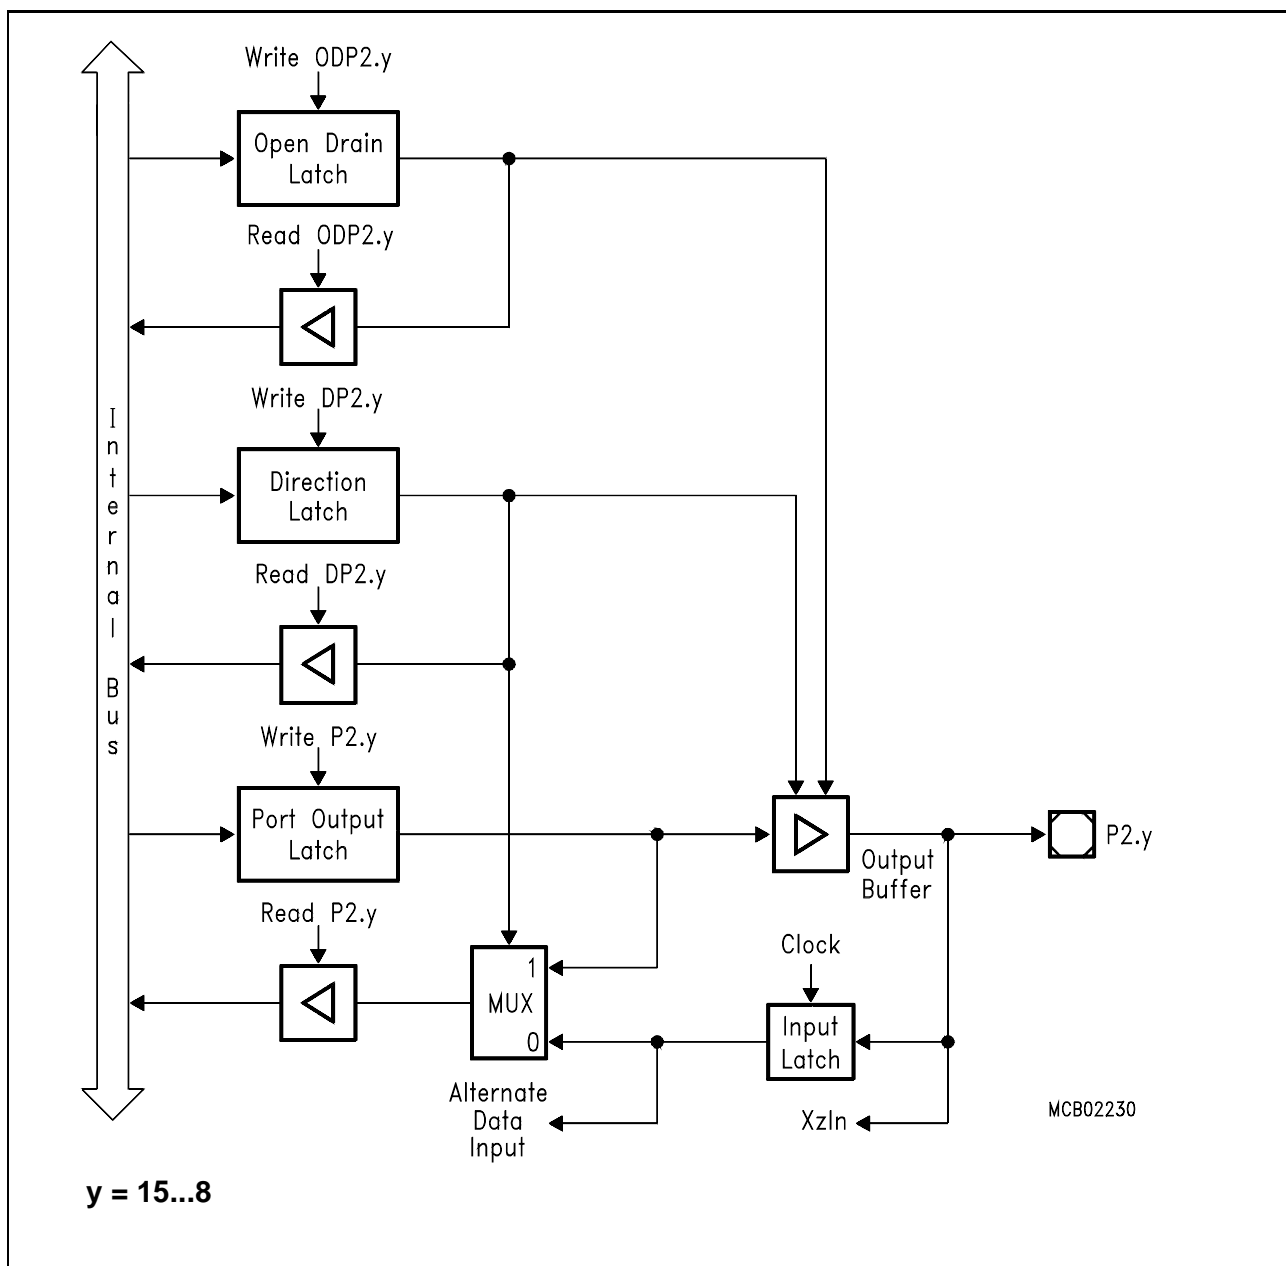 Write ODP2.y
Open Drain
Latch
Read ODP2.y
Write DP2.y
Internal Bus
Direction
Latch
Read DP2.y
Write P2.y
Port Output
Latch
P2.y
Output
Buffer
Read P2.y
Clock
1
MUX
0
Input
Latch
Alternate
Data
Input
XzIn
MCB02230
y = 15...8